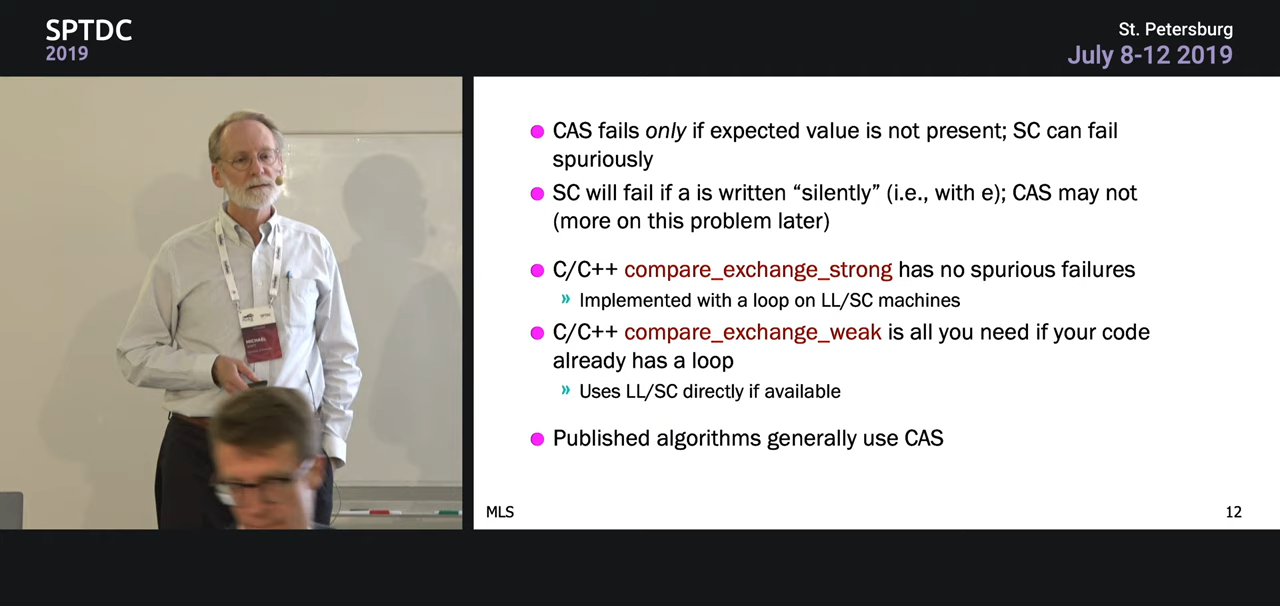 SPTDC
2019
St. Petersburg
July 8-12 2019
CAS fails only if expected value is not present; SC can fail
spuriously
SC will fail if a is written “silently” (i.e., with e); CAS may not
(more on this problem later)
C/C++ compare_exchange_strong has no spurious failures
» Implemented with a loop on LL/SC machines
C/C++ compare_exchange_weak is all you need if your code
already has a loop
» Uses LL/SC directly if available
Published algorithms generally use CAS
MLS
12
MICHAEL